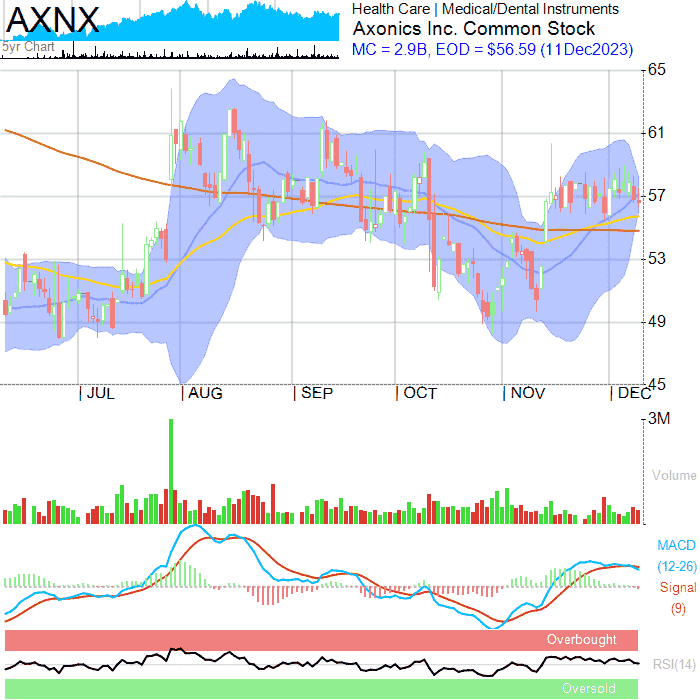 AXNX
5yr Chart
Health Care | Medical/Dental Instruments
Axonics Inc. Common Stock
MC = 2.9B, EOD = $56.59 (11Dec2023)
65
61
57
53
49
45
JUL AUG SEP OCT NOV DEC
3M
Volume
MACD
(12-26)
Signal
(9)
Overbought
RSI(14)
Oversold